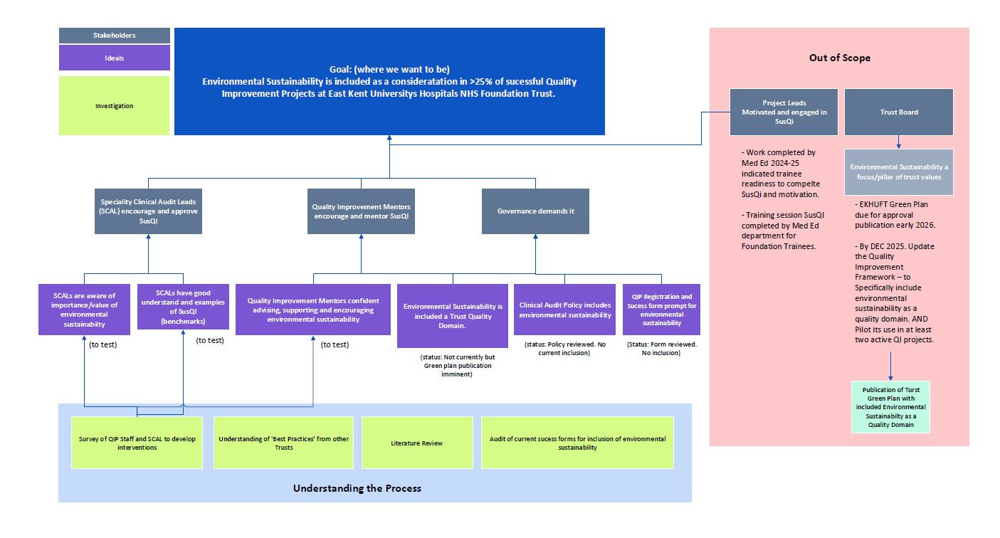 Stakeholders
Ideals
Investigation
Goal: (where we want to be)
Environmental Sustainability is included as a consideratation in >25% of sucessful Quality
Improvement Projects at East Kent Universitys Hospitals NHS Foundation Trust.
Out of Scope
Project Leads
Motivated and engaged in
SusQi
Trust Board
- Work completed by
Med Ed 2024-25
indicated trainee
readiness to compelte
SusQi and motivation.
- Training session SusQI
completed by Med Ed
department for
Foundation Trainees.
Environmental Sustainability a
focus/pillar of trust values
- EKHUFT Green Plan
due for approval
publication early 2026.
- By DEC 2025. Update
the Quality
Improvement
Framework – to
Specifically include
environmental
sustainability as a
quality domain. AND
Pilot its use in at least
two active QI projects.
Publication of Turst
Green Plan with
included Environmental
Sustainabilty as a
Quality Domain
Speciality Clinical Audit Leads
(SCAL) encourage and approve
SusQI
Quality Improvement Mentors
encourage and mentor SusQI
Governance demands it
SCALs are aware of
importance/value of
environmental
sustainabilty
(to test)
SCALs have good
understand and examples
of SusQI
(benchmarks)
(to test)
Quality Improvement Mentors confident
advising, supporting and encouraging
environmental sustainability
(to test)
Environmental Sustainability is
included a Trust Quality
Domain.
(status: Not currently but
Green plan publication
imminent)
Clinical Audit Policy includes
environmental sustainability
(status: Policy reviewed. No
current inclusion)
QIP Registration and
Sucess form prompt for
environmental
sustainability
(Status: Form reviewed.
No inclusion)
Survey of QIP Staff and SCAL to develop
interventions
Understanding of 'Best Practices' from other
Trusts
Literature Review
Audit of current sucess forms for inclusion of environmental
sustainability
Understanding the Process